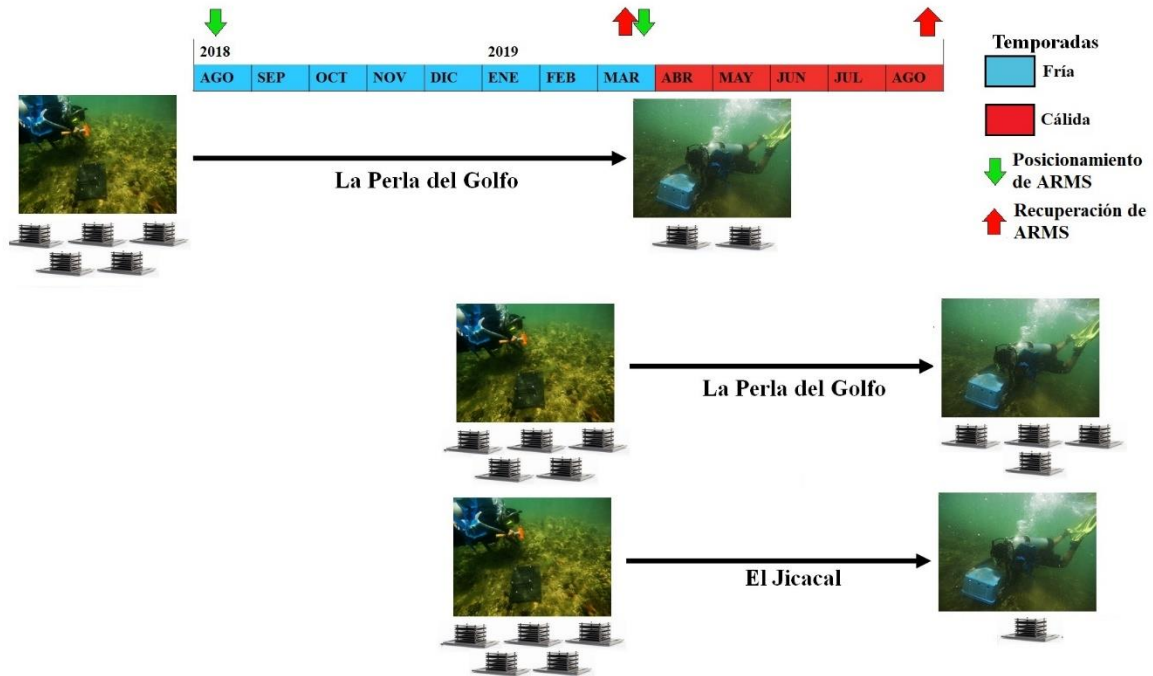 2018
2019
AGO SEP OCT NOV DIC ENE FEB MAR ABR MAY JUN JUL AGO
Temporadas
Fría
Cálida
Posicionamiento
de ARMS
Recuperación de
ARMS
La Perla del Golfo
La Perla del Golfo
El Jicacal